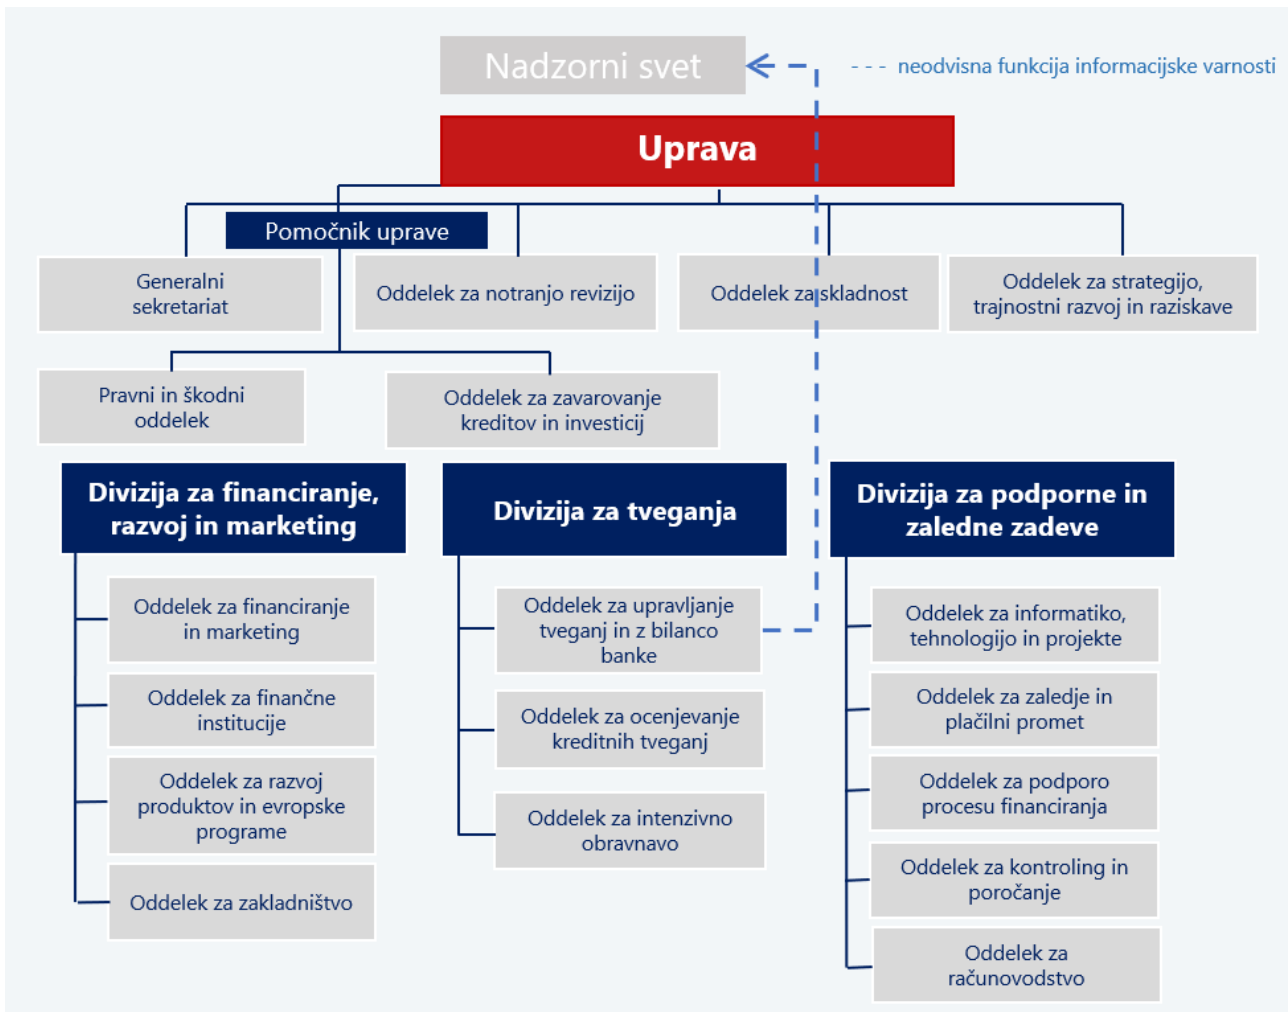 Nadzorni svet
- - - neodvisna funkcija informacijske varnosti
Uprava
Pomočnik uprave
Generalni
sekretariat
Oddelek za notranjo revizijo
Oddelek za skladnost
Oddelek za strategijo,
trajnostni razvoj in raziskave
Pravni in škodni
oddelek
Oddelek za zavarovanje
kreditov in investicij
Divizija za financiranje,
razvoj in marketing
Oddelek za financiranje
in marketing
Oddelek za finančne
institucije
Oddelek za razvoj
produktov in evropske
programe
Oddelek za zakladništvo
Divizija za tveganja
Oddelek za upravljanje
tveganj in z bilanco
banke
Oddelek za ocenjevanje
kreditnih tveganj
Oddelek za intenzivno
obravnavo
Divizija za podporne in
zaledne zadeve
Oddelek za informatiko,
tehnologijo in projekte
Oddelek za zaledje in
plačilni promet
Oddelek za podporo
procesu financiranja
Oddelek za kontroling in
poročanje
Oddelek za
računovodstvo